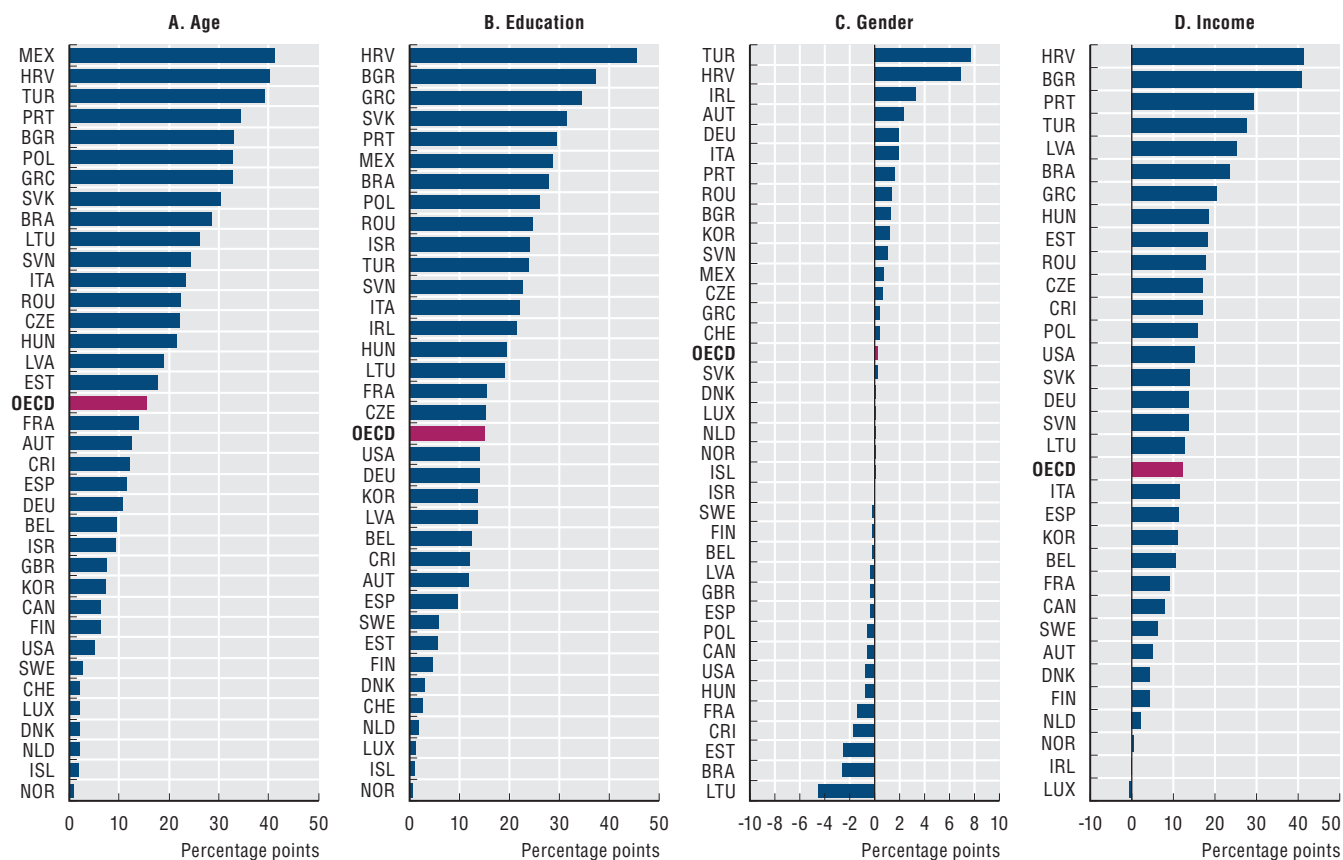 A. Age
MEX
HRV
TUR
PRT
BGR
POL
GRC
SVK
BRA
LTU
SVN
ITA
ROU
CZE
HUN
LVA
EST
OECD
FRA
AUT
CRI
ESP
DEU
BEL
ISR
GBR
KOR
CAN
FIN
USA
SWE
CHE
LUX
DNK
NLD
ISL
NOR
0 10 20 30 40 50
Percentage points
B. Education
HRV
BGR
GRC
SVK
PRT
MEX
BRA
POL
ROU
ISR
TUR
SVN
ITA
IRL
HUN
LTU
FRA
CZE
OECD
USA
DEU
KOR
LVA
BEL
CRI
AUT
ESP
SWE
EST
FIN
DNK
CHE
NLD
LUX
ISL
NOR
0 10 20 30 40 50
Percentage points
C. Gender
TUR
HRV
IRL
AUT
DEU
ITA
PRT
ROU
BGR
KOR
SVN
MEX
CZE
GRC
CHE
OECD
SVK
DNK
LUX
NLD
NOR
ISL
ISR
SWE
FIN
BEL
LVA
GBR
ESP
POL
CAN
USA
HUN
FRA
CRI
EST
BRA
LTU
-10 -8 -6 -4 -2 0 2 4 6 8 10
Percentage points
D. Income
HRV
BGR
PRT
TUR
LVA
BRA
GRC
HUN
EST
ROU
CZE
CRI
POL
USA
SVK
DEU
SVN
LTU
OECD
ITA
ESP
KOR
BEL
FRA
CAN
SWE
AUT
DNK
FIN
NLD
NOR
IRL
LUX
-10 0 10 20 30 40 50
Percentage points